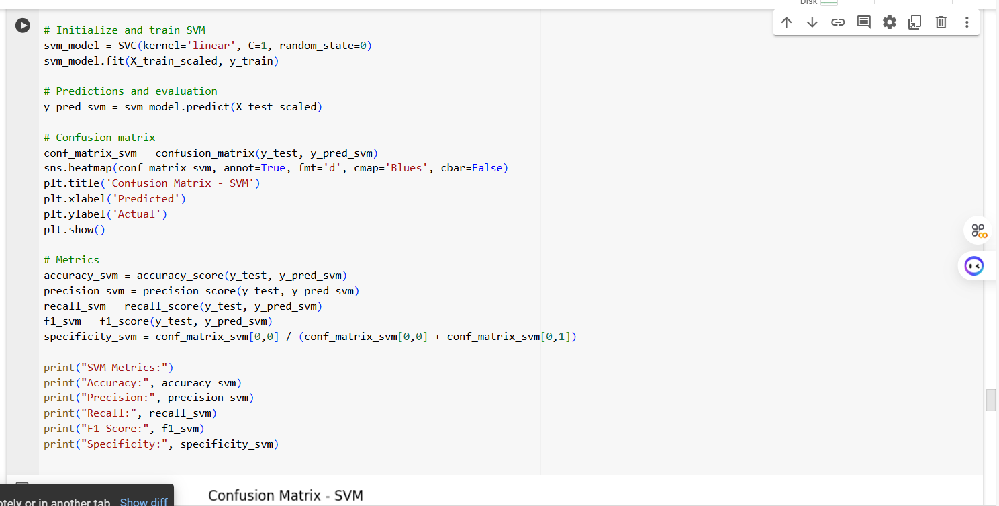 Disk
# Initialize and train SVM
svm_model = SVC(kernel='linear', C=1, random_state=0)
svm_model.fit(X_train_scaled, y_train)
# Predictions and evaluation
y_pred_svm = svm_model.predict(X_test_scaled)
# Confusion matrix
conf_matrix_svm = confusion_matrix(y_test, y_pred_svm)
sns.heatmap(conf_matrix_svm, annot=True, fmt='d', cmap='Blues', cbar=False)
plt.title('Confusion Matrix - SVM')
plt.xlabel('Predicted')
plt.ylabel('Actual')
plt.show()
# Metrics
accuracy_svm = accuracy_score(y_test, y_pred_svm)
precision_svm = precision_score(y_test, y_pred_svm)
recall_svm = recall_score(y_test, y_pred_svm)
f1_svm = f1_score(y_test, y_pred_svm)
specificity_svm = conf_matrix_svm[0,0] / (conf_matrix_svm[0,0] + conf_matrix_svm[0,1])
print("SVM Metrics:")
print("Accuracy:", accuracy_svm)
print("Precision:", precision_svm)
print("Recall:", recall_svm)
print("F1 Score:", f1_svm)
print("Specificity:", specificity_svm)
or in another tab. Show diff
Confusion Matrix - SVM